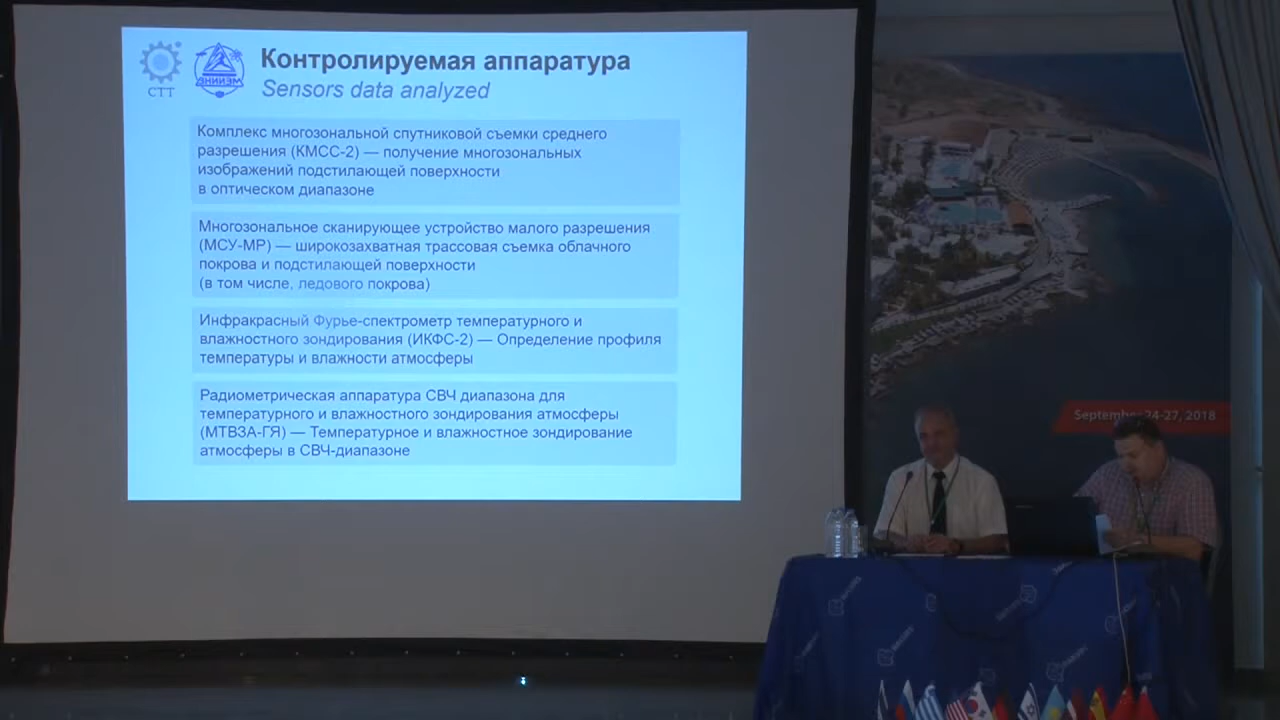 СТТ
ВНИИЭМ
Контролируемая аппаратура
Sensors data analyzed
Комплекс многозональной спутниковой съемки среднего
разрешения (КМСС-2) — получение многозональных
изображений подстилающей поверхности
в оптическом диапазоне
Многозональное сканирующее устройство малого разрешения
(МСУ-МР) — широкозахватная трассовая съемка облачного
покрова и подстилающей поверхности
(в том числе, ледового покрова)
Инфракрасный Фурье-спектрометр температурного и
влажностного зондирования (ИКФС-2) — Определение профиля
температуры и влажности атмосферы
Радиометрическая аппаратура СВЧ диапазона для
температурного и влажностного зондирования атмосферы
(МТВЗА-ГЯ) — Температурное и влажностное зондирование
атмосферы в СВЧ-диапазоне
September 24-27, 2018